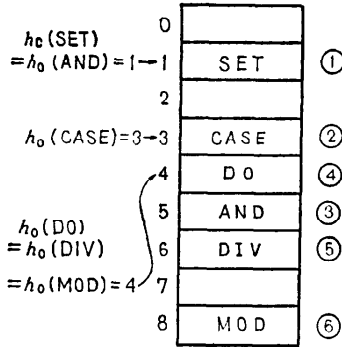 0
h₀(SET)
=h₀(AND)=1→1 SET ①
2
h₀(CASE)=3→3 CASE ②
4 DO ④
5 AND ③
h₀(DO)
=h₀(DIV) 6 DIV ⑤
=h₀(MOD)=4 7
8 MOD ⑥